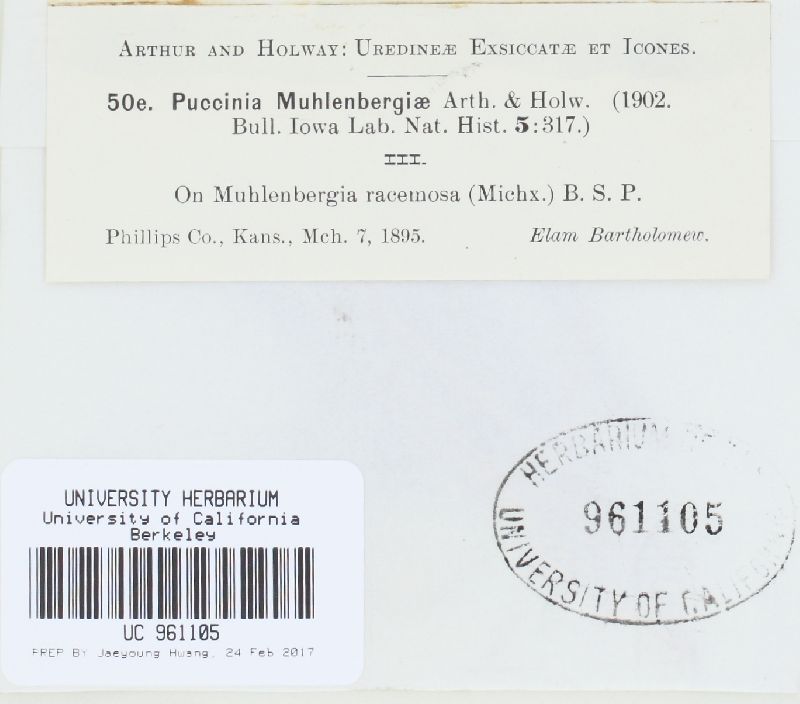 ARTHUR AND HOLWAY: UREDINEÆ EXSICCATÆ ET ICONES.
50e. Puccinia Muhlenbergiæ Arth. & Holw. (1902.
Bull. Iowa Lab. Nat. Hist. 5:317.)
III.
On Muhlenbergia racemosa (Michx.) B. S. P.
Phillips Co., Kans., Mch. 7, 1895. Elam Bartholomew.
HERBARIUM
961105
UNIVERSITY OF CALIFOR
UNIVERSITY HERBARIUM
University of California
Berkeley
UC 961105
PREP BY Jaeyoung Hwang, 24 Feb 2017